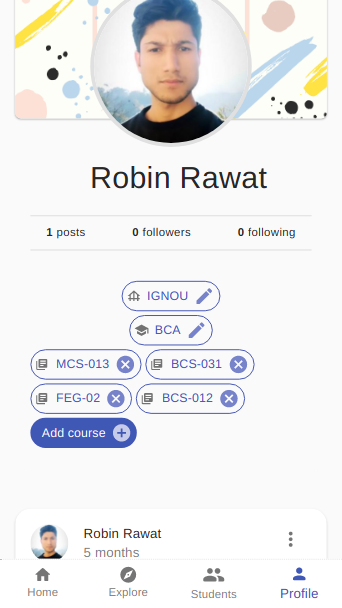 Robin Rawat
1 posts 0 followers 0 following
IGNOU
BCA
MCS-013 BCS-031
FEG-02 BCS-012
Add course
Robin Rawat
5 months
Home Explore Students Profile